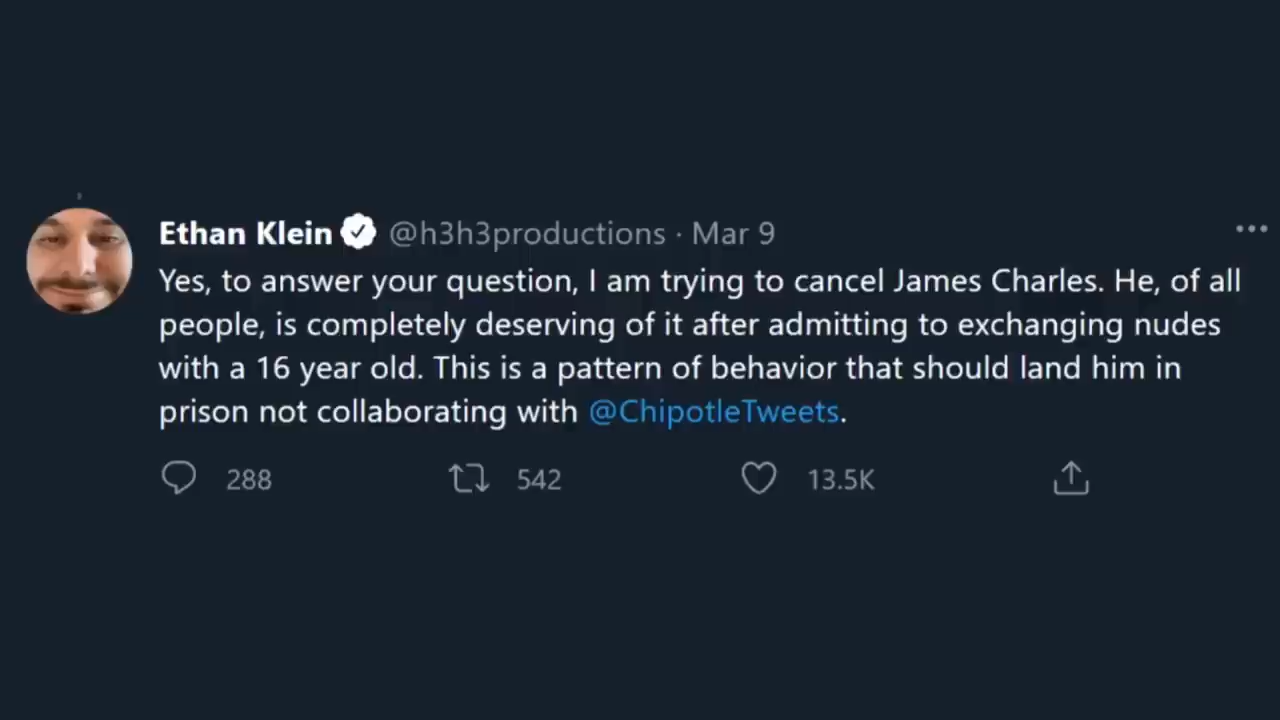 Ethan Klein @h3h3productions · Mar 9
Yes, to answer your question, I am trying to cancel James Charles. He, of all
people, is completely deserving of it after admitting to exchanging nudes
with a 16 year old. This is a pattern of behavior that should land him in
prison not collaborating with @ChipotleTweets.
288 542 13.5K